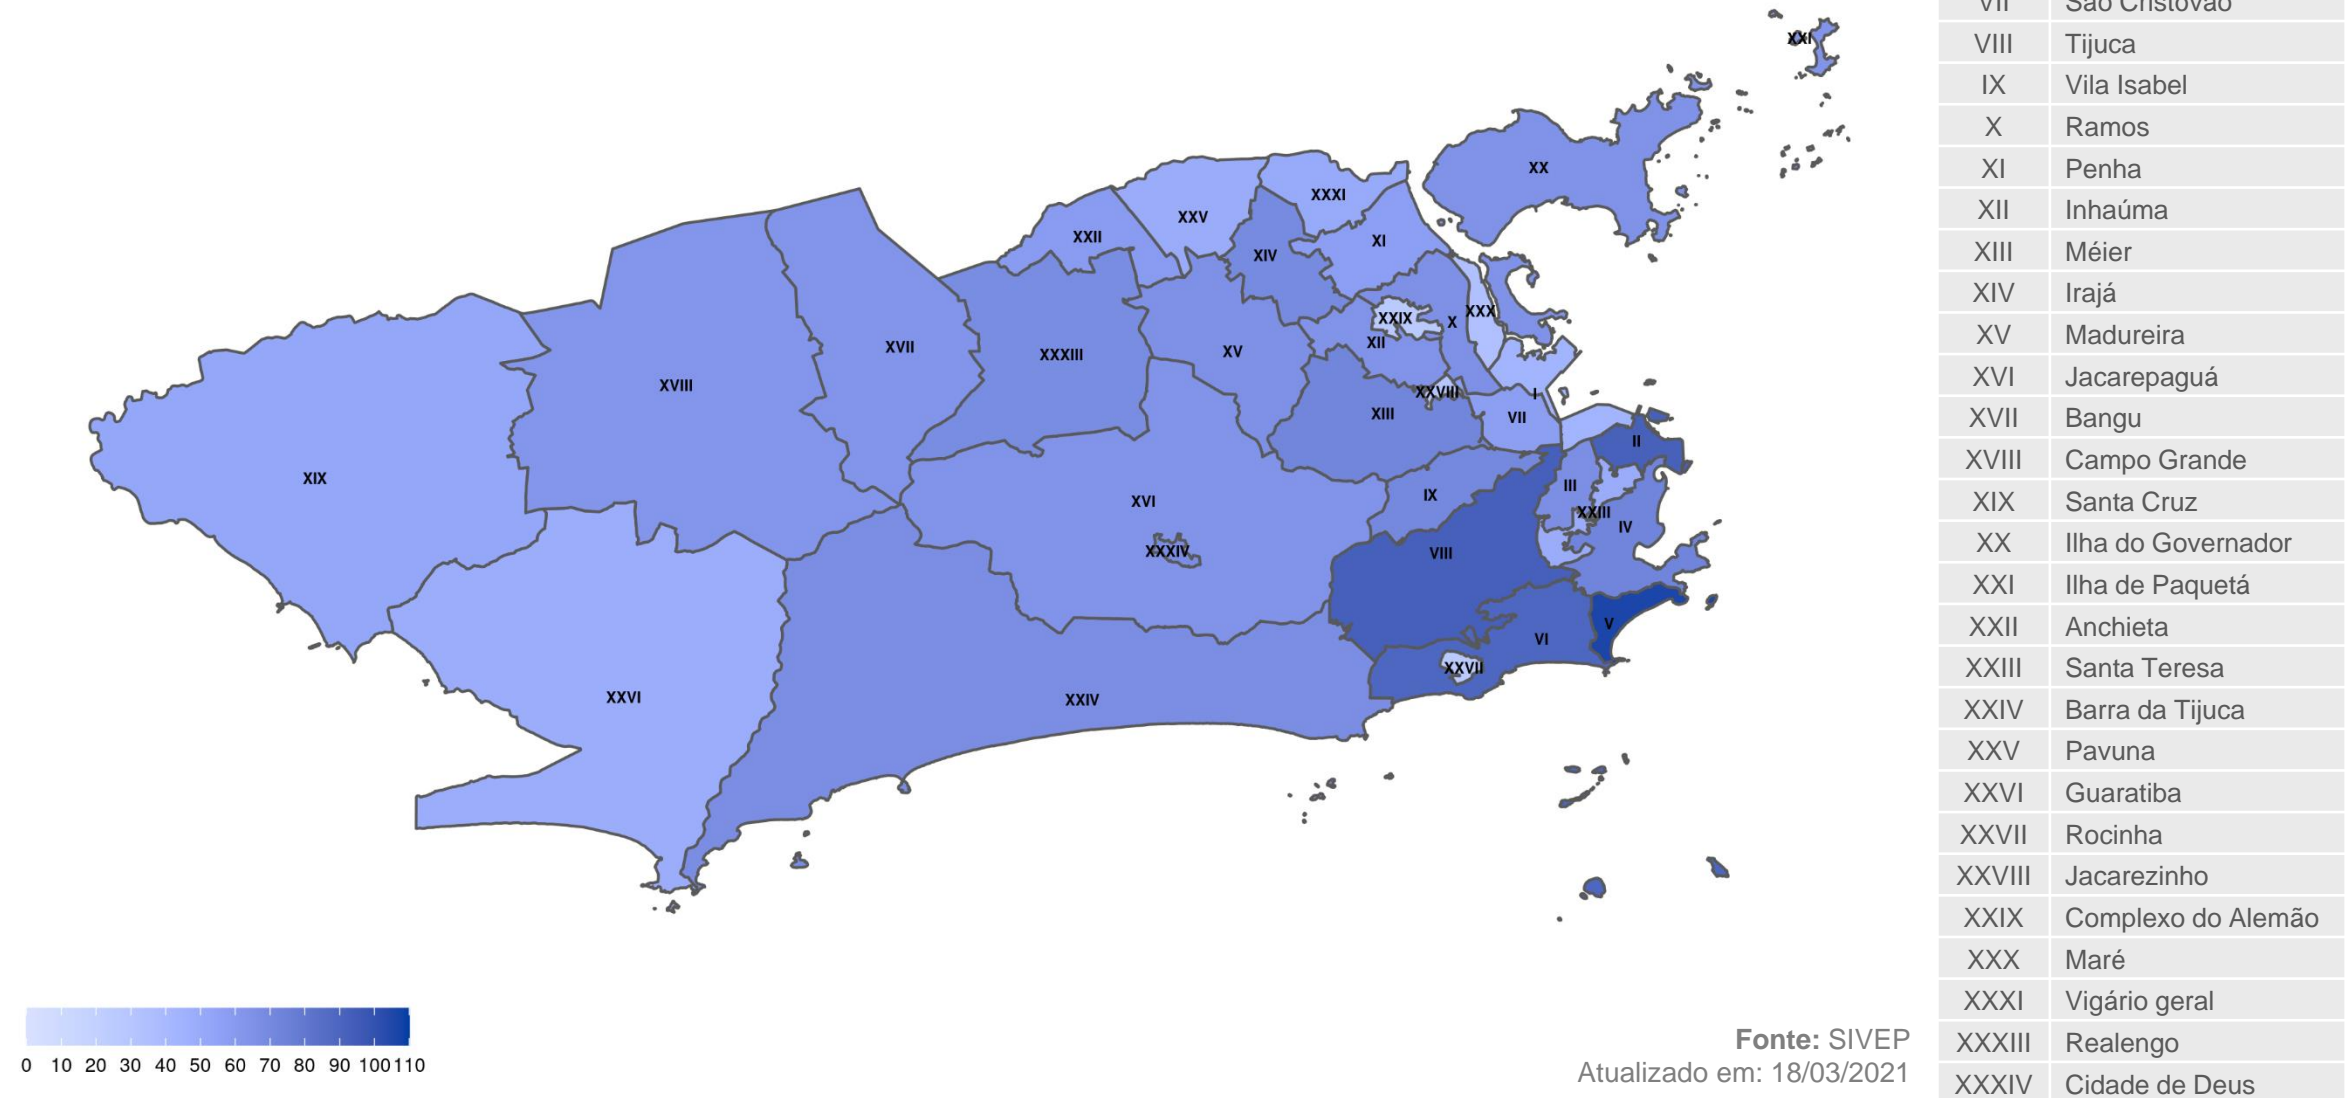 XXI
XX
XXXI
XXV
XXII
XI
XIV
XXX
XXIX
X
XII
XV
XXXIII
XVII
XVIII
XXVIII
I
XIII
VII
II
XIX
III
IX
XVI
XXIII
IV
XXXIV
VIII
V
VI
XXVII
XXVI
XXIV
0 10 20 30 40 50 60 70 80 90 100 110
Fonte: SIVEP
Atualizado em: 18/03/2021
VII São Cristóvão
VIII Tijuca
IX Vila Isabel
X Ramos
XI Penha
XII Inhaúma
XIII Méier
XIV Irajá
XV Madureira
XVI Jacarepaguá
XVII Bangu
XVIII Campo Grande
XIX Santa Cruz
XX Ilha do Governador
XXI Ilha de Paquetá
XXII Anchieta
XXIII Santa Teresa
XXIV Barra da Tijuca
XXV Pavuna
XXVI Guaratiba
XXVII Rocinha
XXVIII Jacarezinho
XXIX Complexo do Alemão
XXX Maré
XXXI Vigário geral
XXXIII Realengo
XXXIV Cidade de Deus